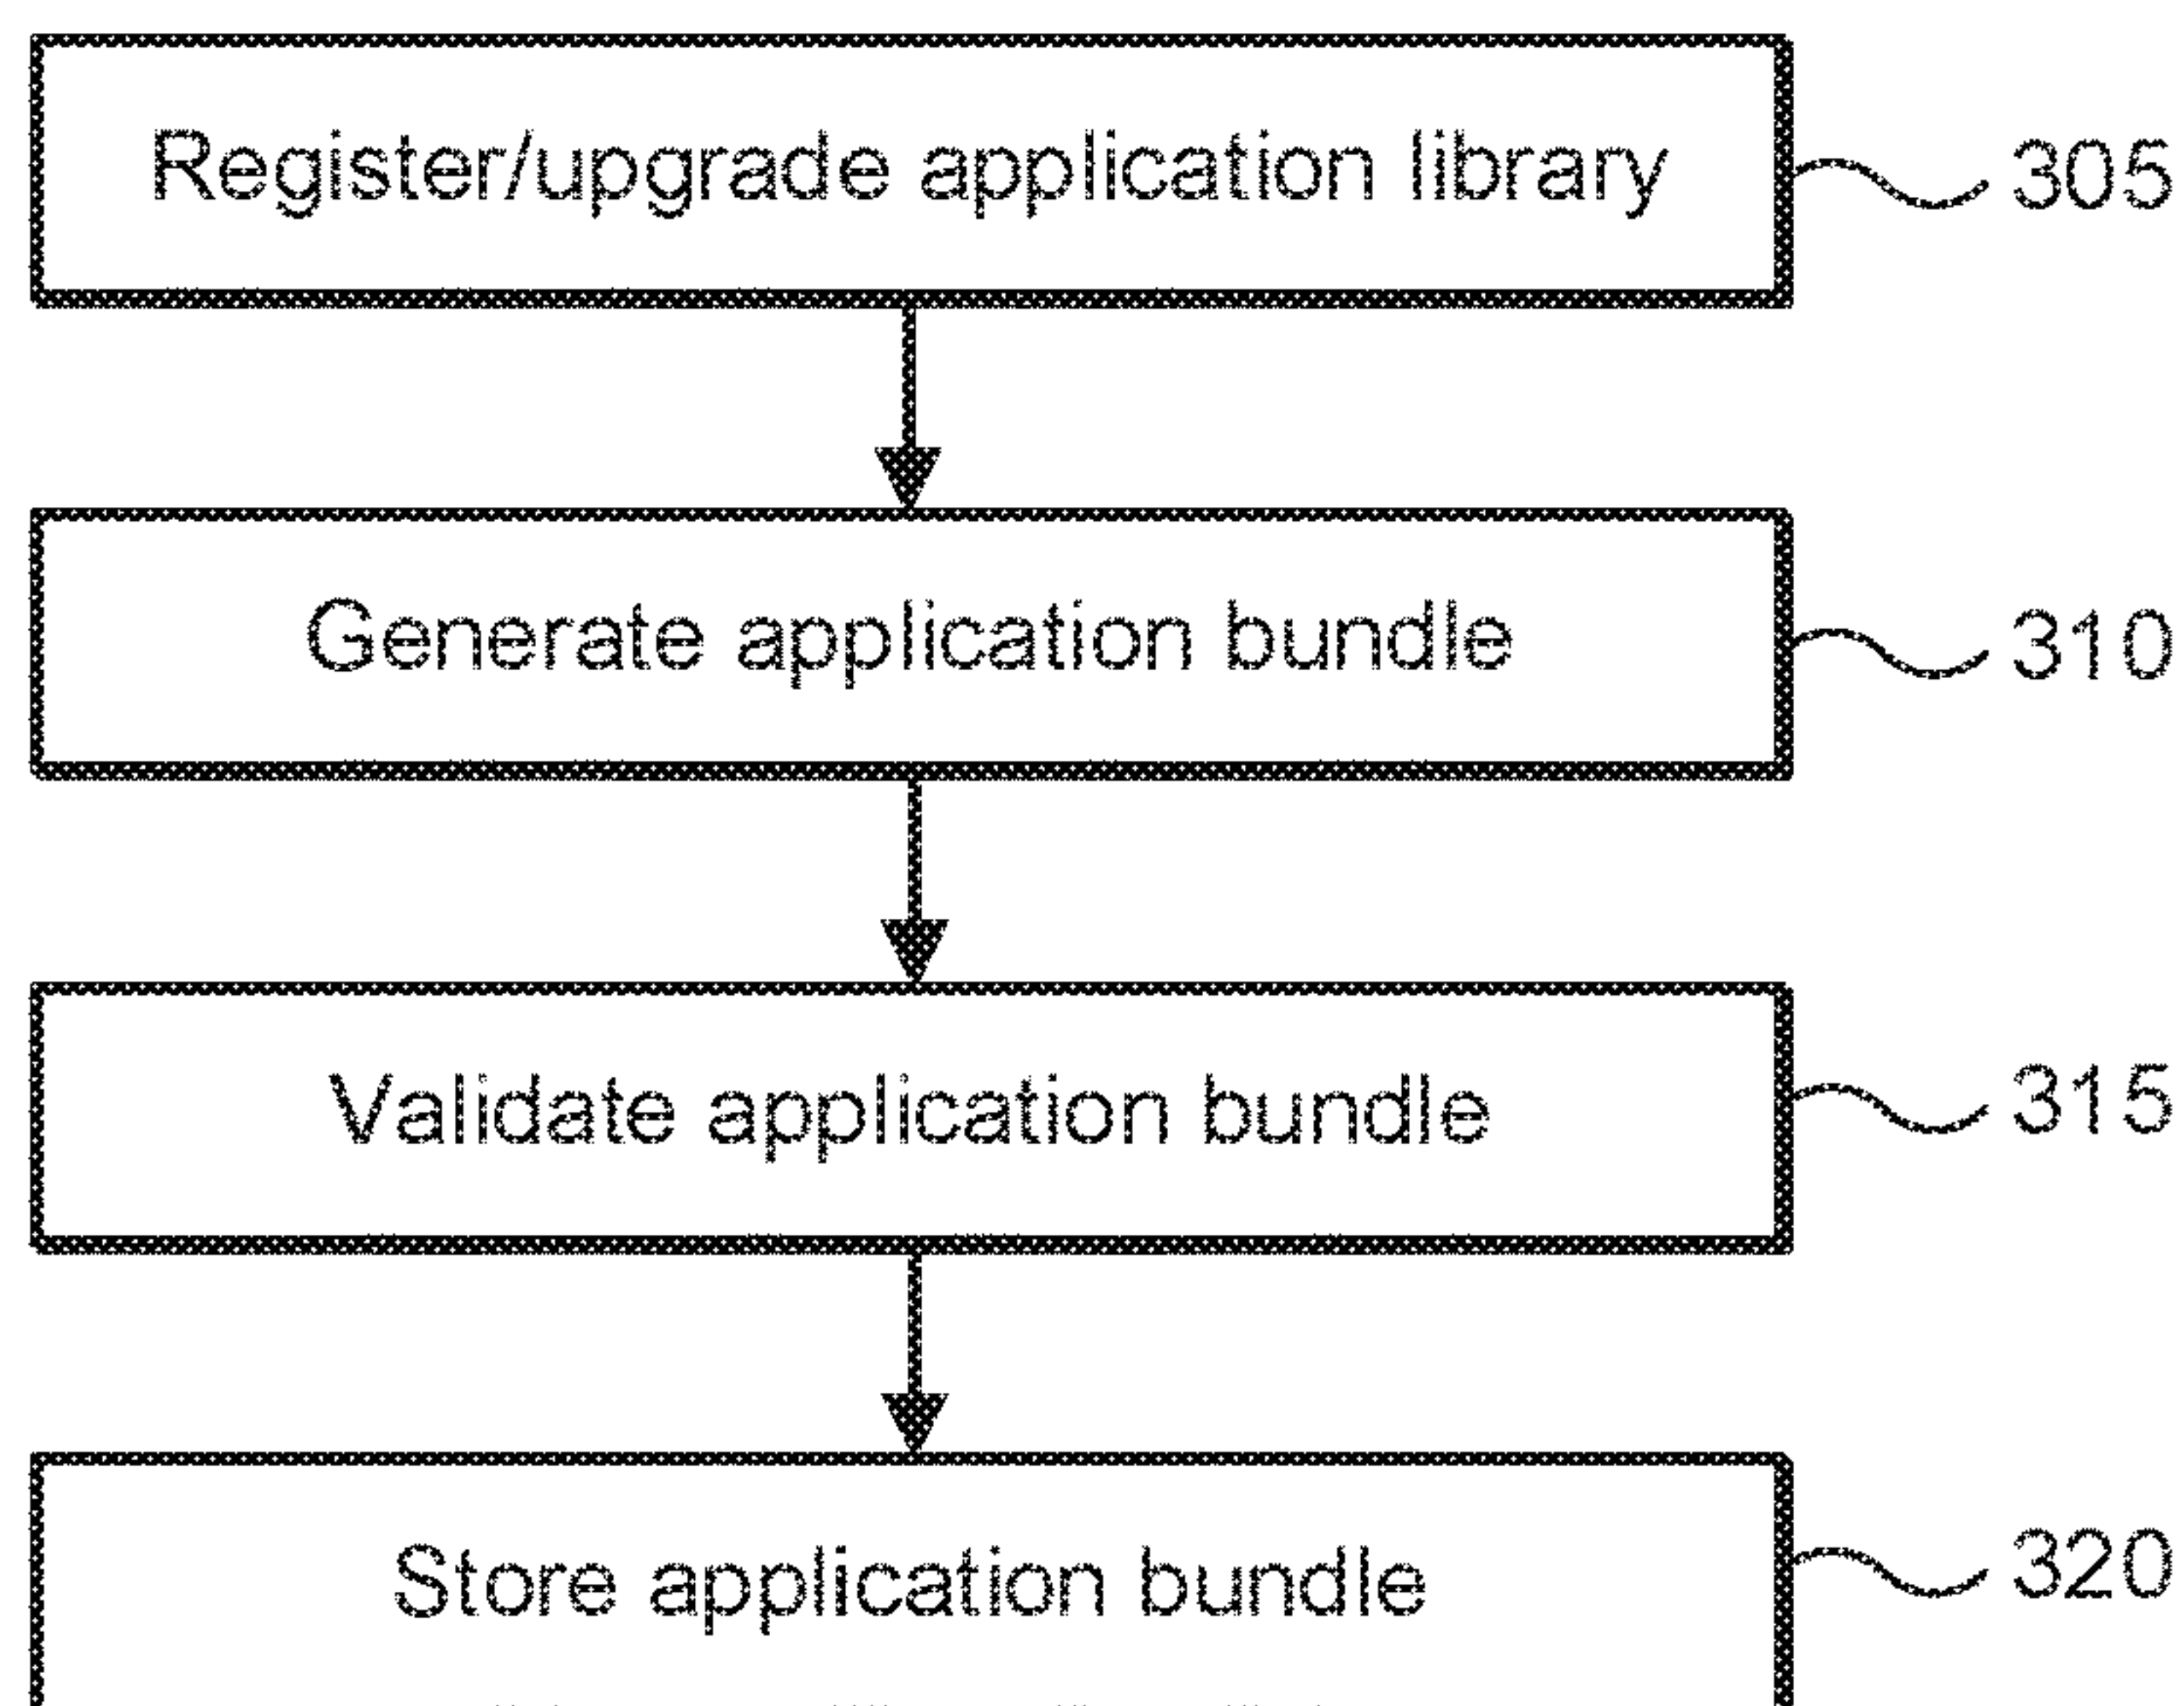 Register/upgrade application library
305
Generate application bundle
310
Validate application bundle
315
Store application bundle
320